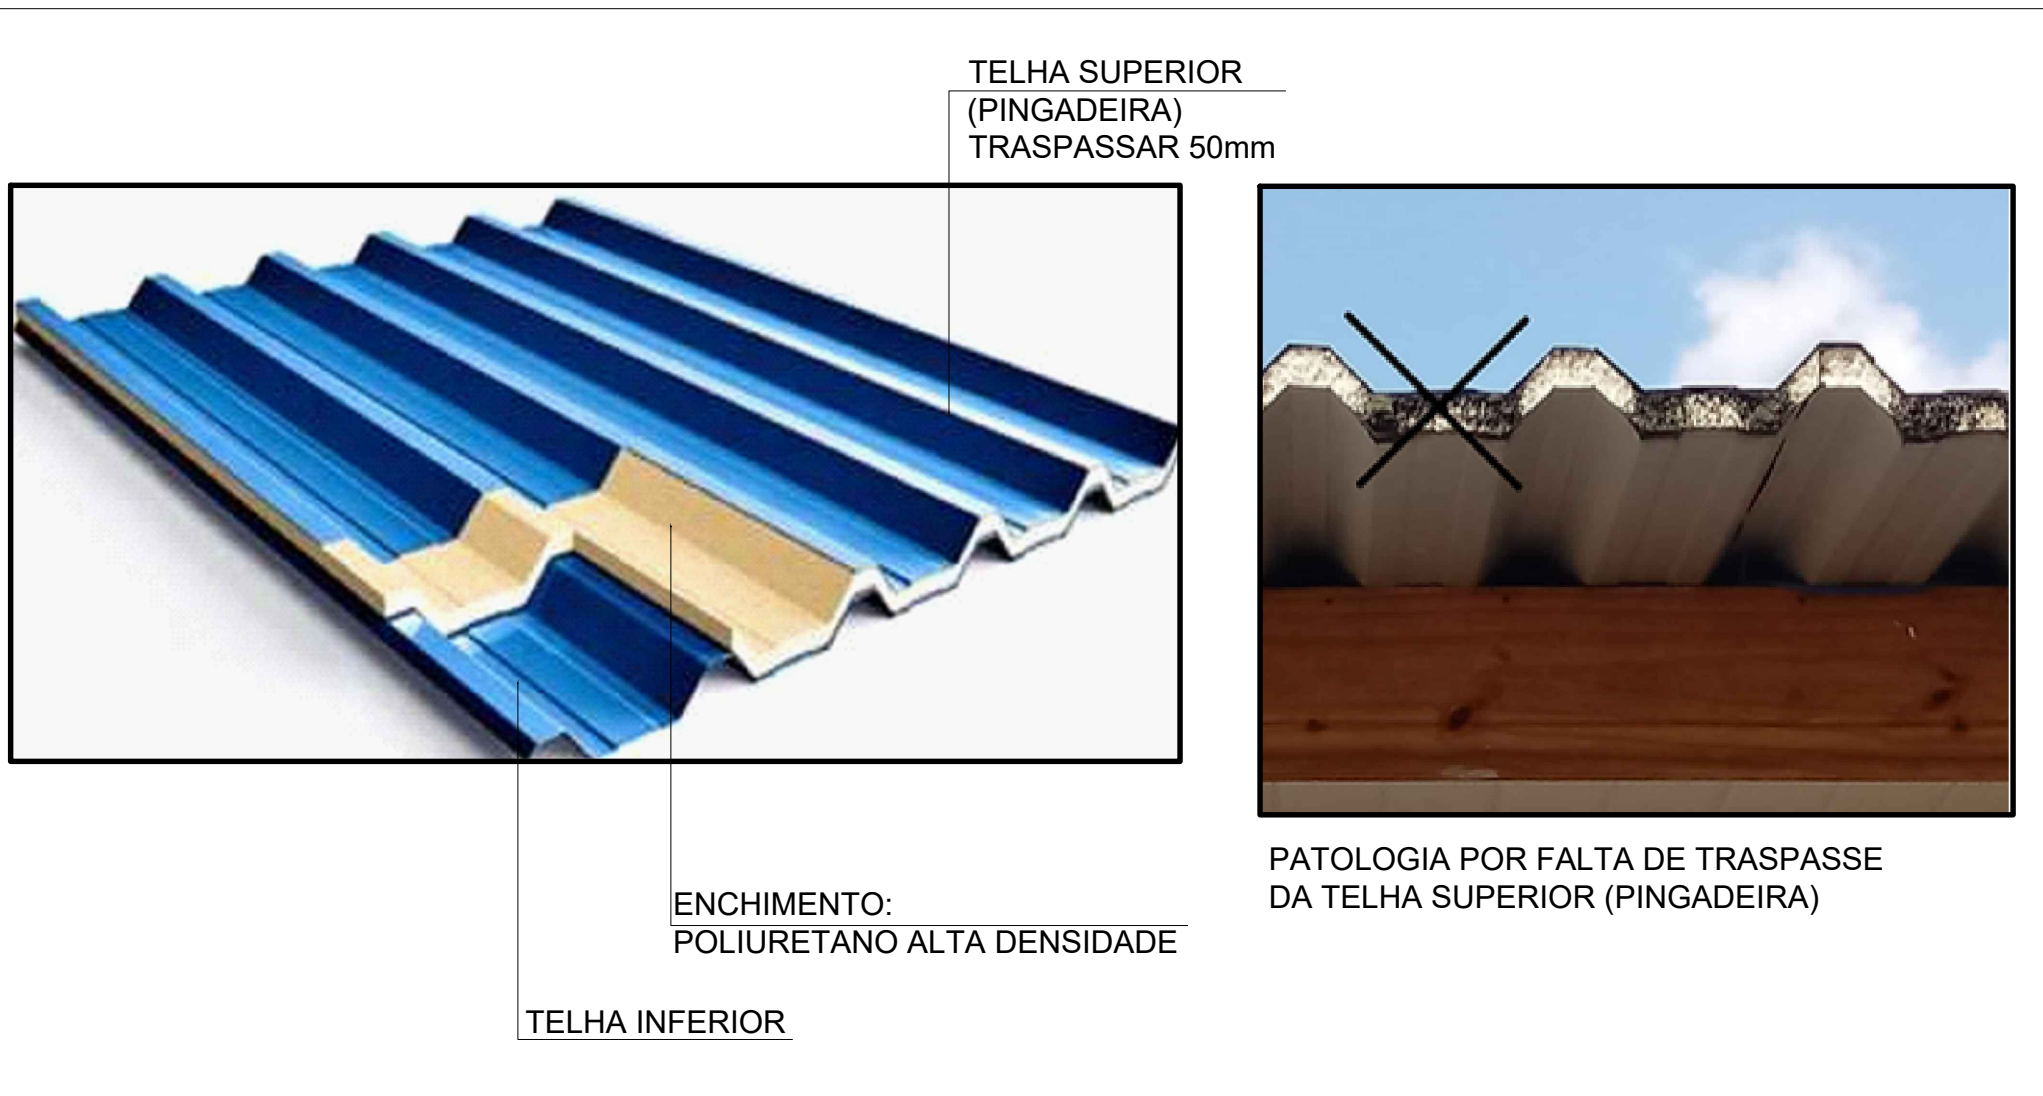 TELHA SUPERIOR
(PINGADEIRA)
TRASPASSAR 50mm
PATOLOGIA POR FALTA DE TRASPASSE
DA TELHA SUPERIOR (PINGADEIRA)
ENCHIMENTO:
POLIURETANO ALTA DENSIDADE
TELHA INFERIOR